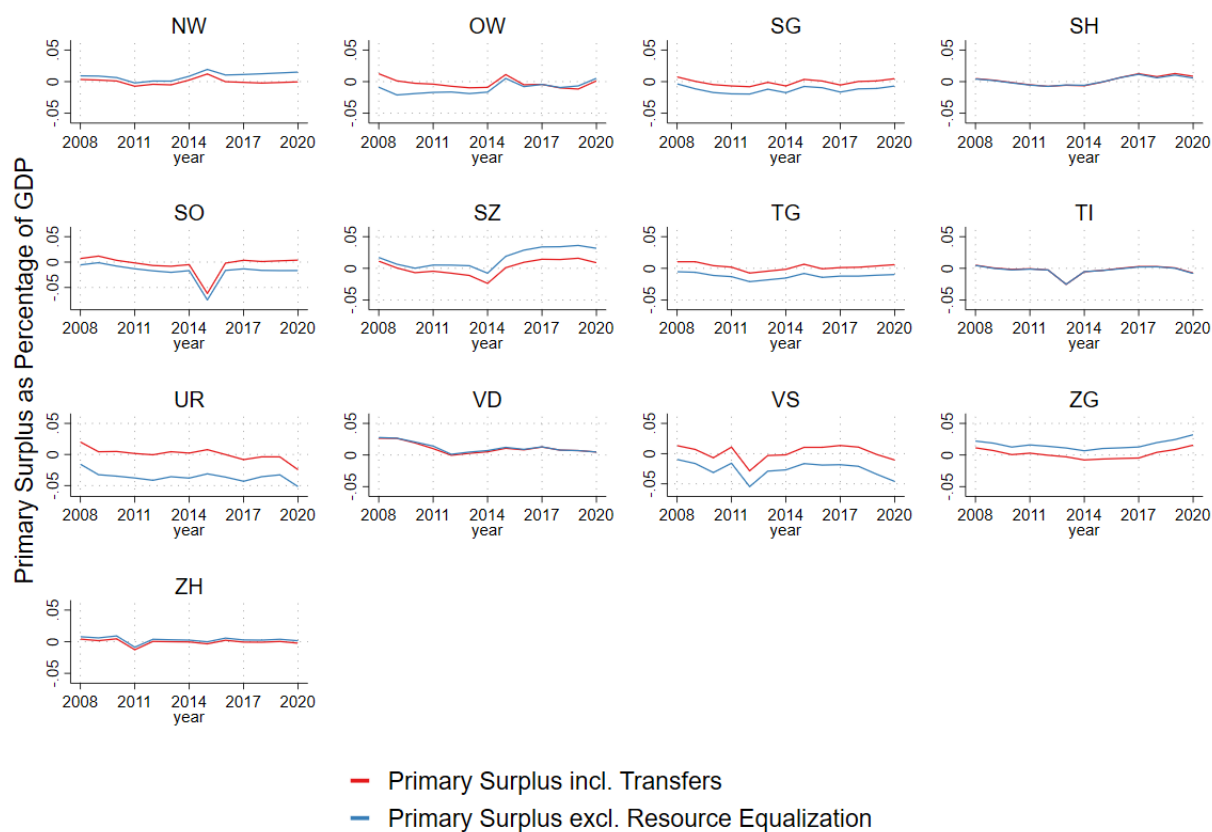 Primary Surplus as Percentage of GDP
NW OW SG SH
.05 .05 .05 .05
0 0 0 0
-.05 -.05 -.05 -.05
2008 2011 2014 2017 2020 2008 2011 2014 2017 2020 2008 2011 2014 2017 2020 2008 2011 2014 2017 2020
year year year year
SO SZ TG TI
.05 .05 .05 .05
0 0 0 0
-.05 -.05 -.05 -.05
2008 2011 2014 2017 2020 2008 2011 2014 2017 2020 2008 2011 2014 2017 2020 2008 2011 2014 2017 2020
year year year year
UR VD VS ZG
.05 .05 .05 .05
0 0 0 0
-.05 -.05 -.05 -.05
2008 2011 2014 2017 2020 2008 2011 2014 2017 2020 2008 2011 2014 2017 2020 2008 2011 2014 2017 2020
year year year year
ZH
.05
0
-.05
2008 2011 2014 2017 2020
year
Primary Surplus incl. Transfers
Primary Surplus excl. Resource Equalization